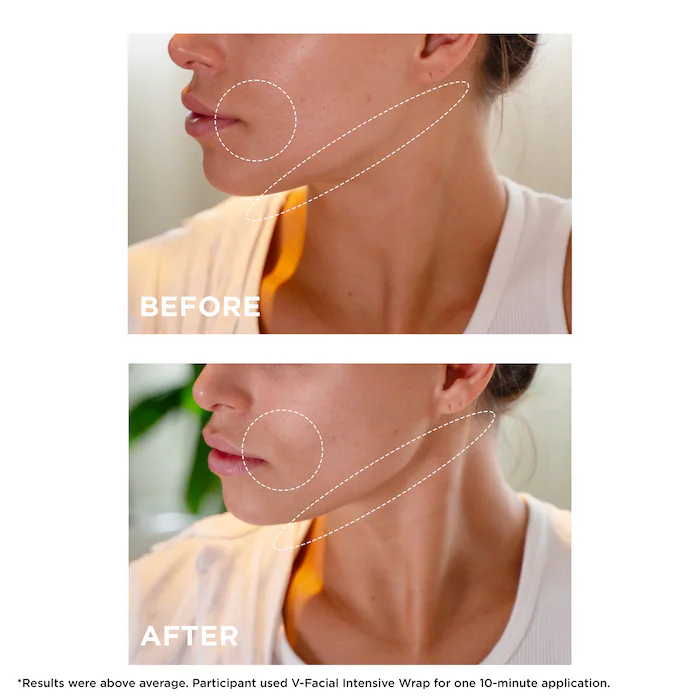 BEFORE
AFTER
*Results were above average. Participant used V-Facial Intensive Wrap for one 10-minute application.